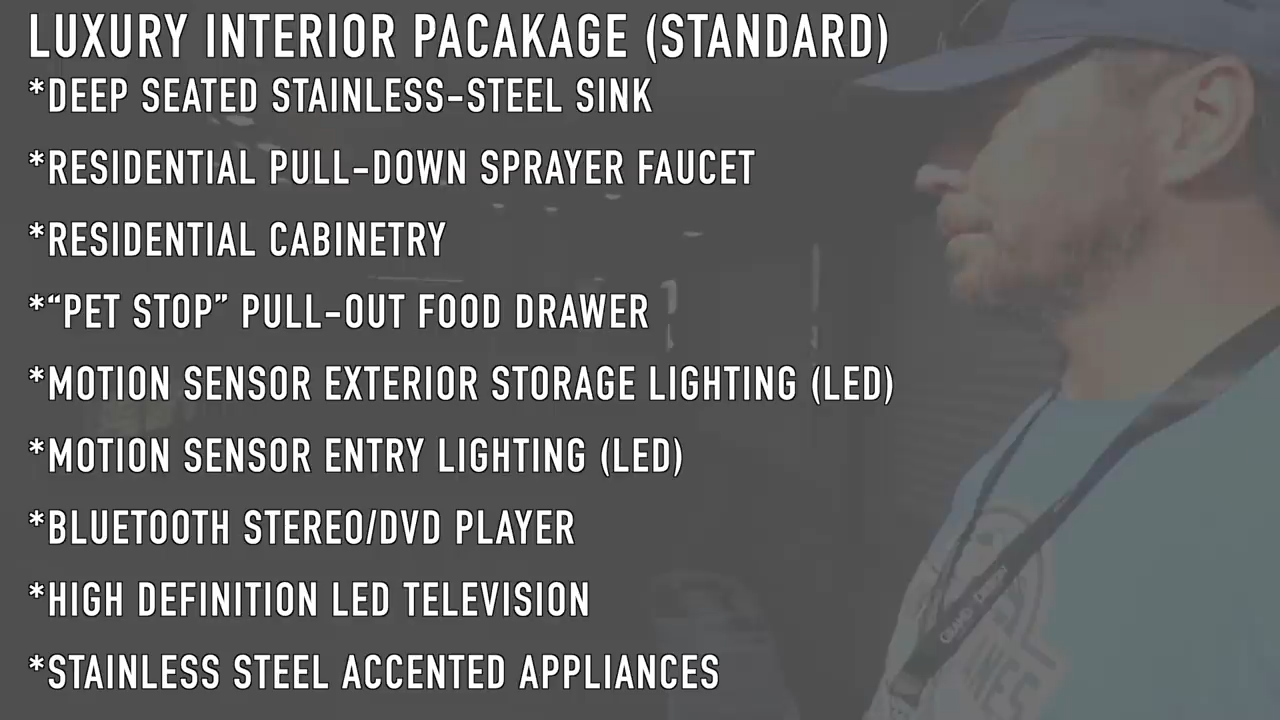 LUXURY INTERIOR PACAKAGE (STANDARD)
*DEEP SEATED STAINLESS-STEEL SINK
*RESIDENTIAL PULL-DOWN SPRAYER FAUCET
*RESIDENTIAL CABINETRY
*“PET STOP” PULL-OUT FOOD DRAWER
*MOTION SENSOR EXTERIOR STORAGE LIGHTING (LED)
*MOTION SENSOR ENTRY LIGHTING (LED)
*BLUETOOTH STEREO/DVD PLAYER
*HIGH DEFINITION LED TELEVISION
*STAINLESS STEEL ACCENTED APPLIANCES
GRAND